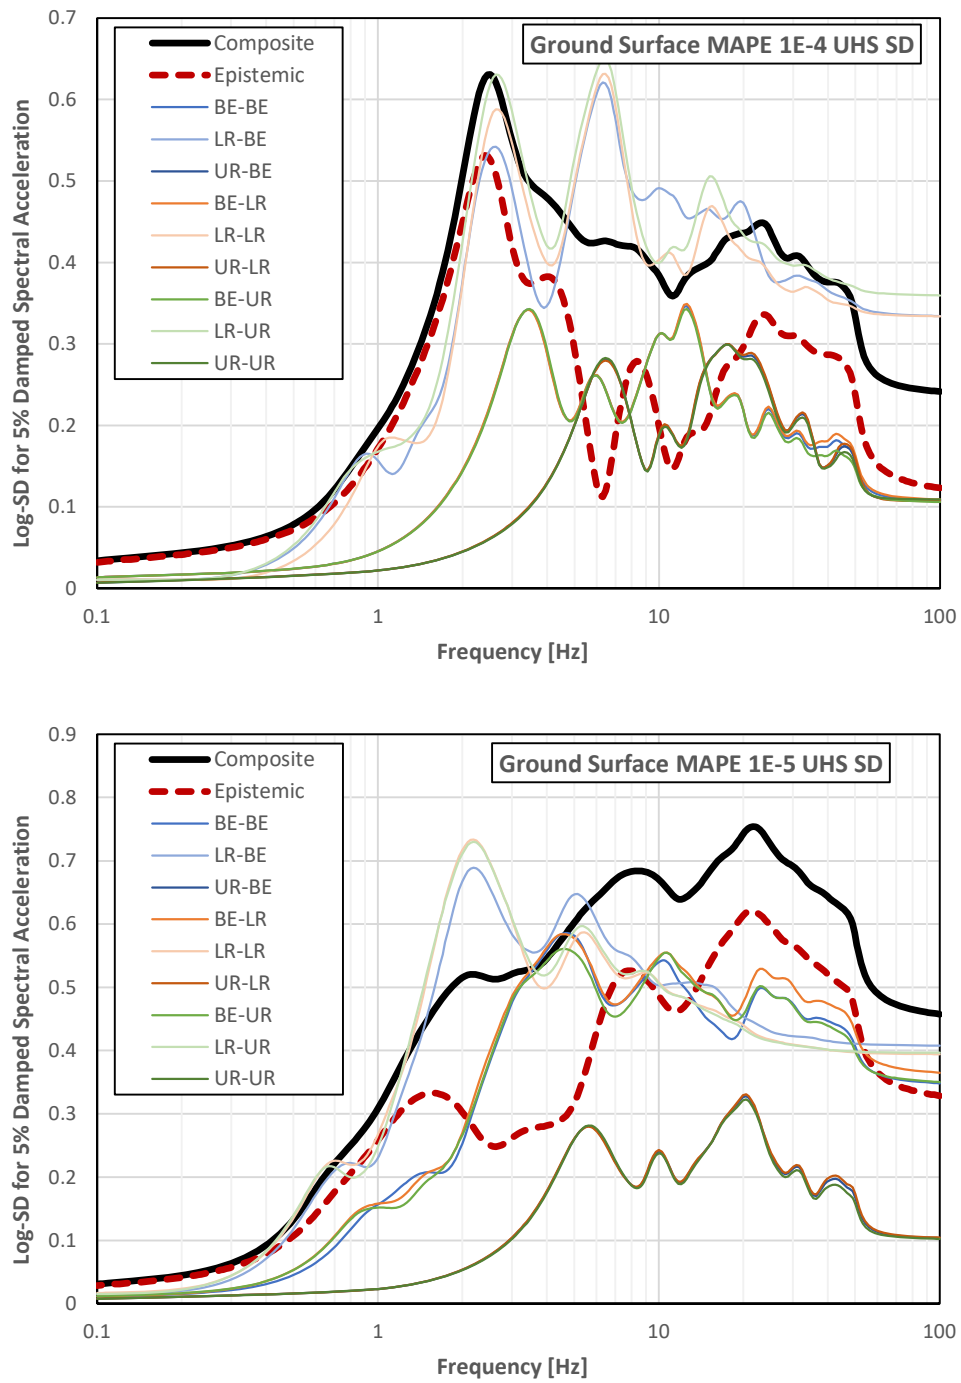 0.7
0.6
0.5
0.4
0.3
0.2
0.1
0
Log-SD for 5% Damped Spectral Acceleration
Ground Surface MAPE 1E-4 UHS SD
Composite
Epistemic
BE-BE
LR-BE
UR-BE
BE-LR
LR-LR
UR-LR
BE-UR
LR-UR
UR-UR
0.1 1 10 100
Frequency [Hz]
0.9
0.8
0.7
0.6
0.5
0.4
0.3
0.2
0.1
0
Log-SD for 5% Damped Spectral Acceleration
Ground Surface MAPE 1E-5 UHS SD
Composite
Epistemic
BE-BE
LR-BE
UR-BE
BE-LR
LR-LR
UR-LR
BE-UR
LR-UR
UR-UR
0.1 1 10 100
Frequency [Hz]